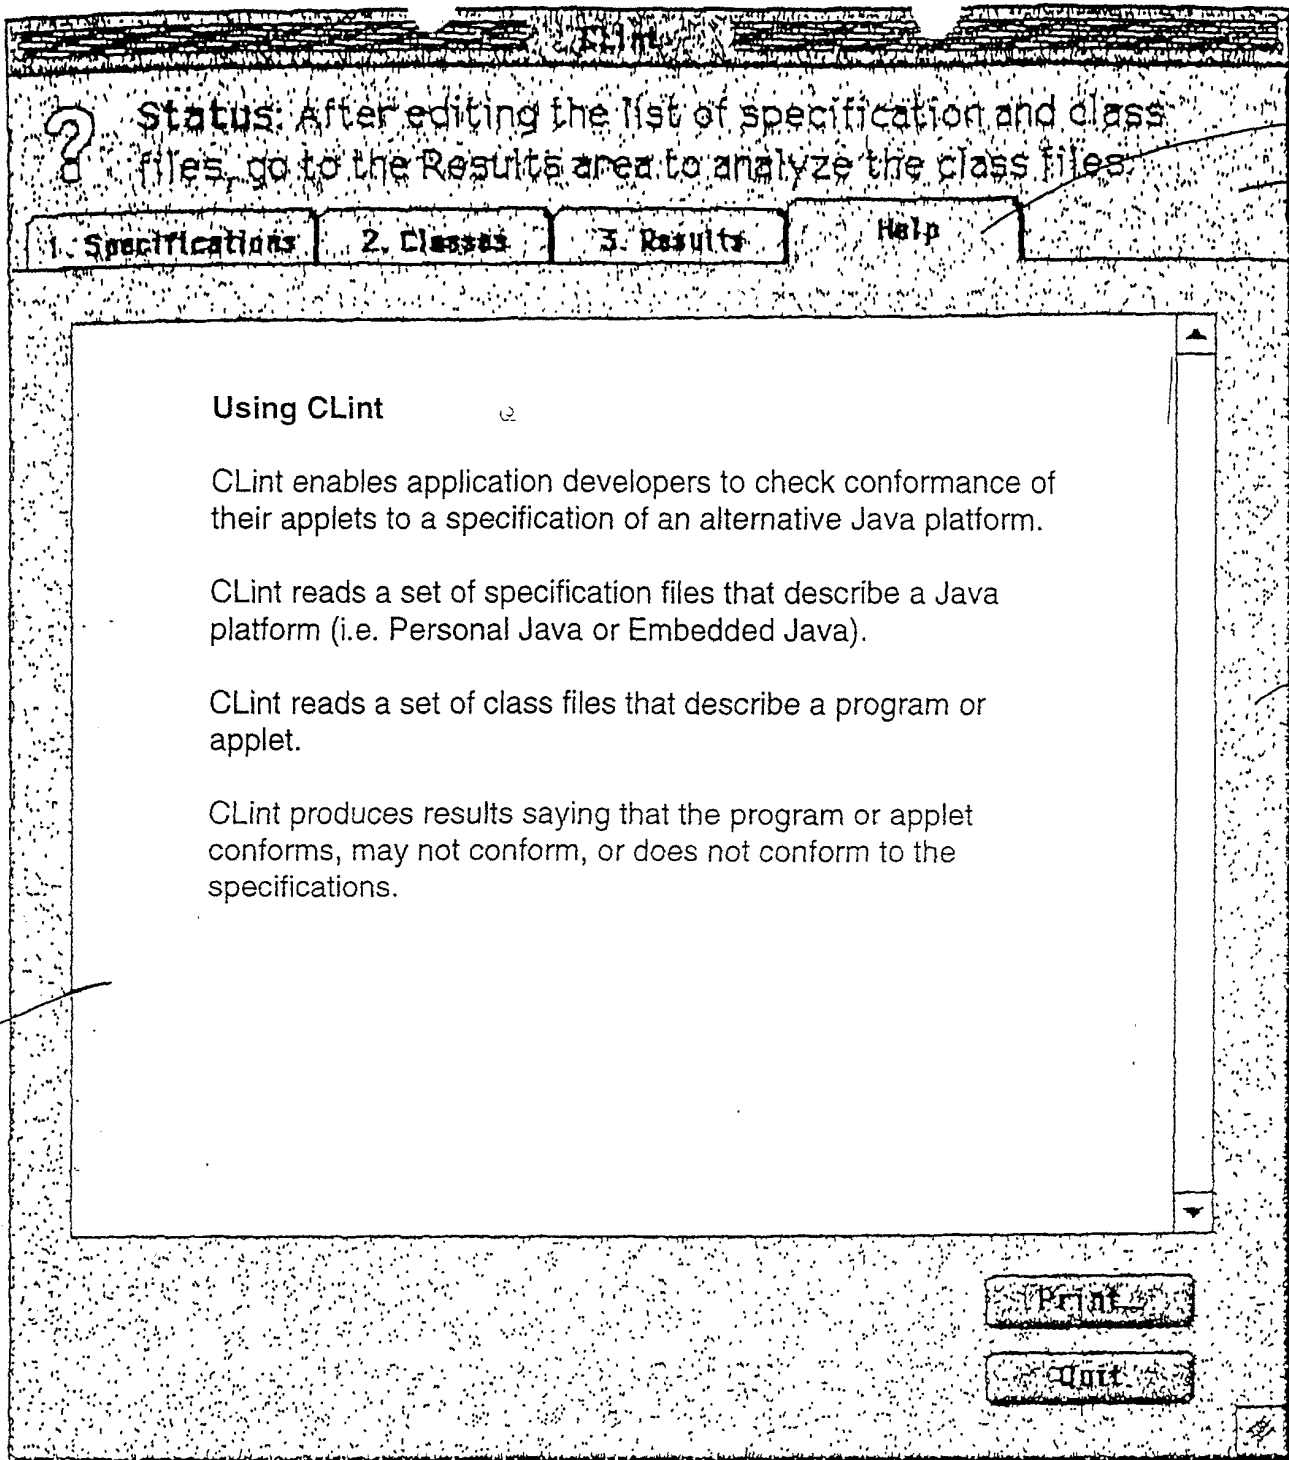 CLint
Status: After editing the list of specification and class
files, go to the Results area to analyze the class files.
1. Specifications 2. Classes 3. Results Help
Using CLint
CLint enables application developers to check conformance of
their applets to a specification of an alternative Java platform.
CLint reads a set of specification files that describe a Java
platform (i.e. Personal Java or Embedded Java).
CLint reads a set of class files that describe a program or
applet.
CLint produces results saying that the program or applet
conforms, may not conform, or does not conform to the
specifications.
Print...
Quit